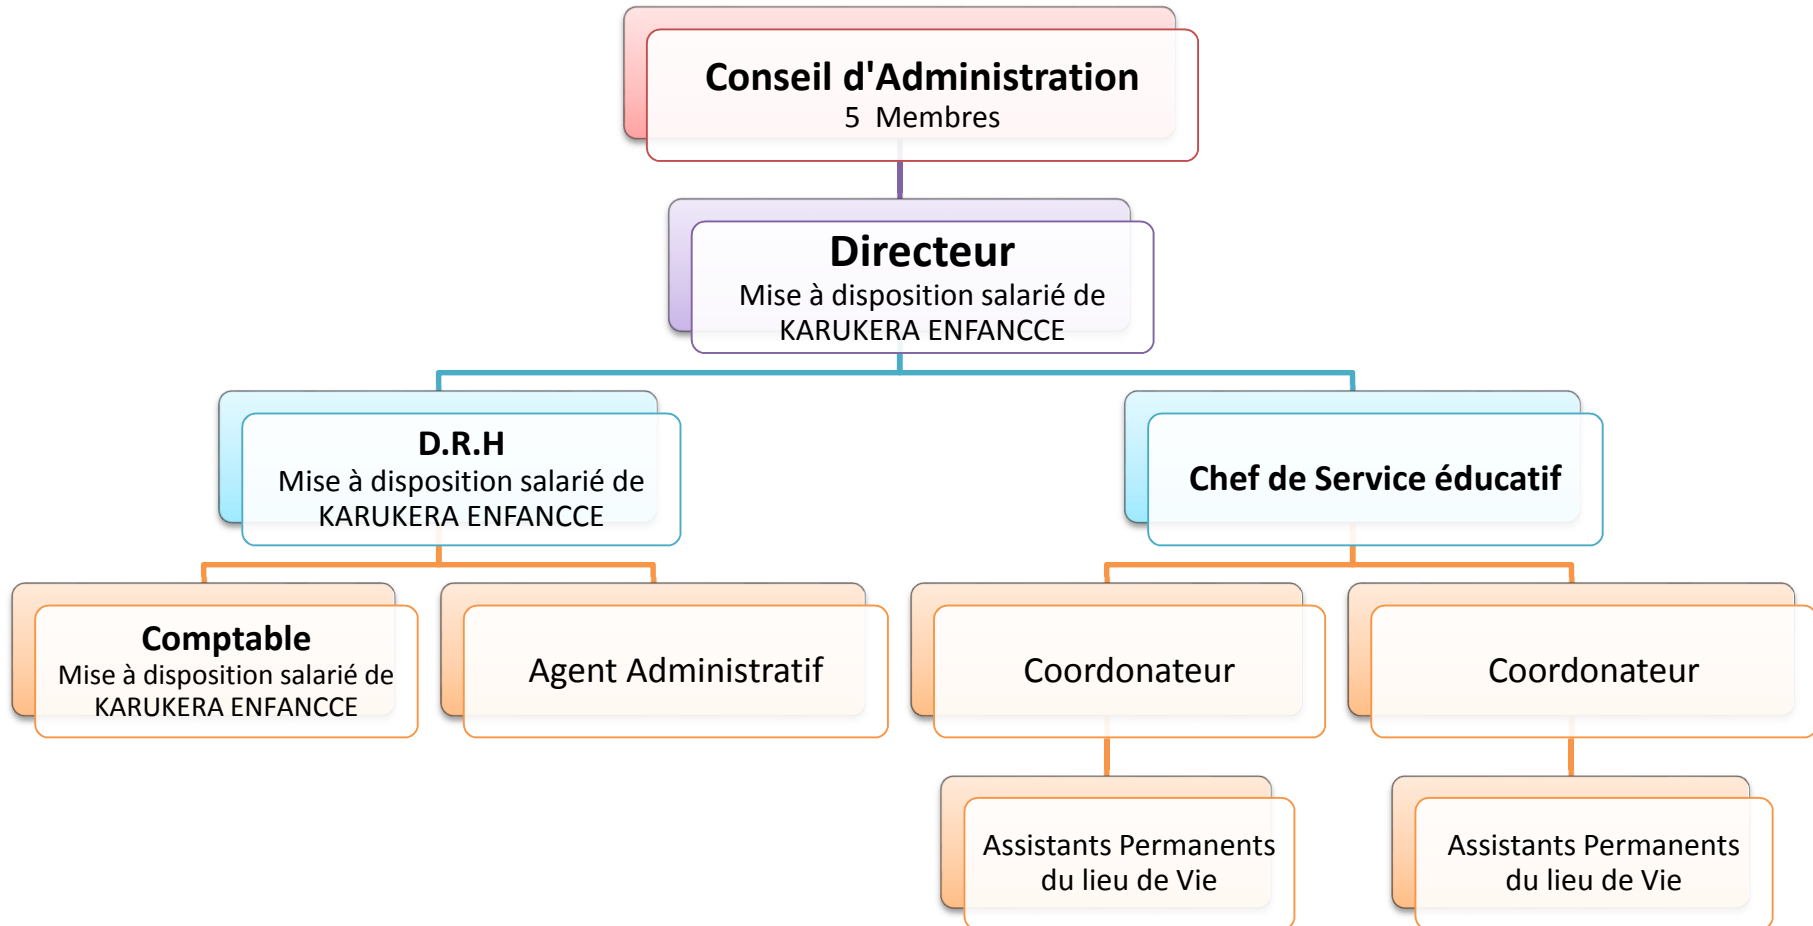 Conseil d'Administration
5 Membres
Directeur
Mise à disposition salarié de
KARUKERA ENFANCCE
D.R.H
Mise à disposition salarié de
KARUKERA ENFANCCE
Chef de Service éducatif
Comptable
Mise à disposition salarié de
KARUKERA ENFANCCE
Agent Administratif
Coordonateur
Coordonateur
Assistants Permanents
du lieu de Vie
Assistants Permanents
du lieu de Vie